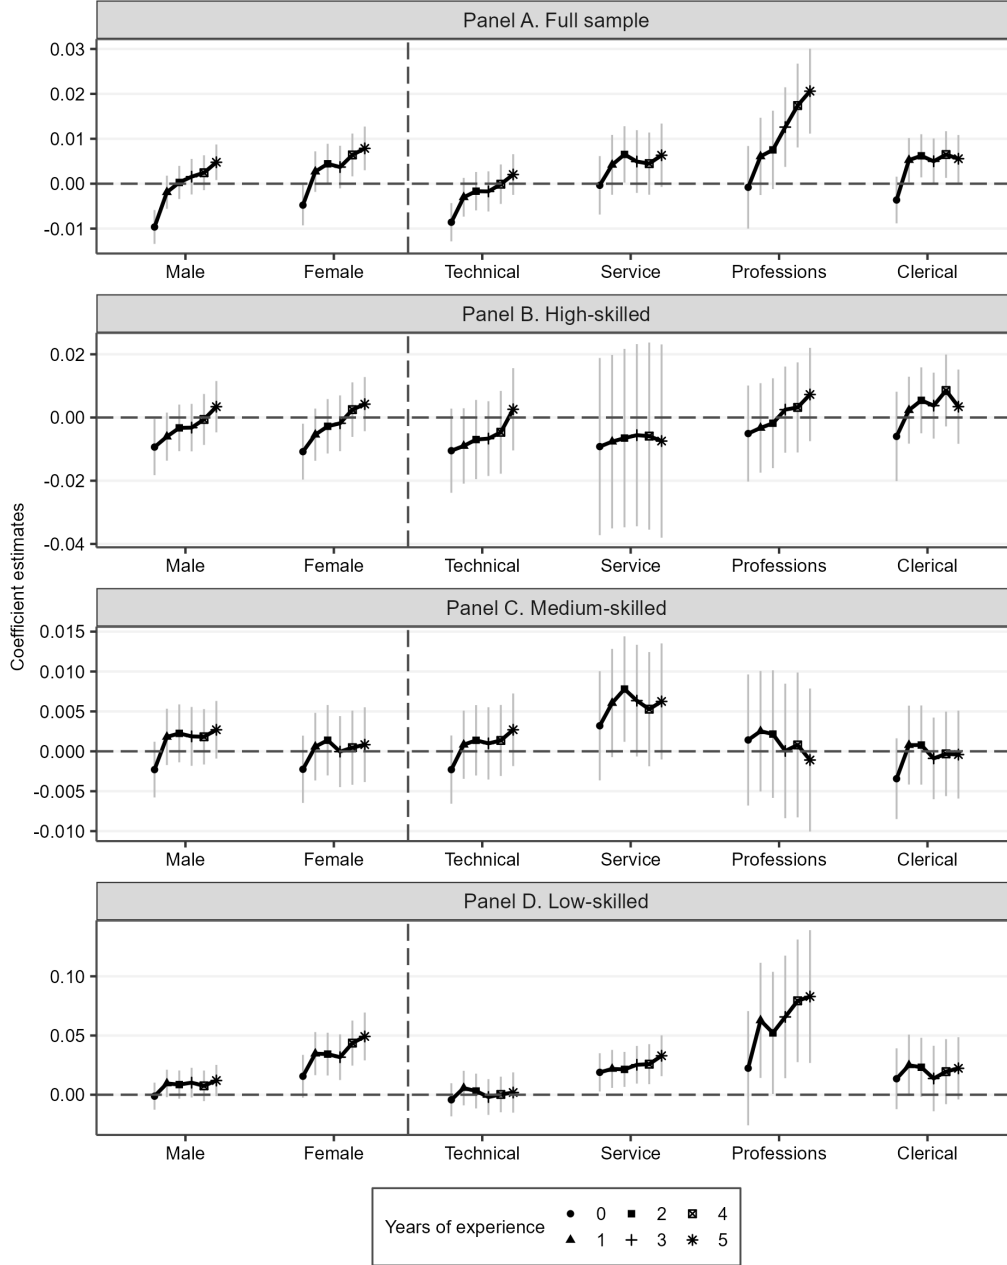 Panel A. Full sample
0.03
0.02
0.01
0.00
-0.01
Male Female Technical Service Professions Clerical
Panel B. High-skilled
0.02
0.00
-0.02
-0.04
Male Female Technical Service Professions Clerical
Coefficient estimates
Panel C. Medium-skilled
0.015
0.010
0.005
0.000
-0.005
-0.010
Male Female Technical Service Professions Clerical
Panel D. Low-skilled
0.10
0.05
0.00
Male Female Technical Service Professions Clerical
Years of experience
0 2 4
1 3 5